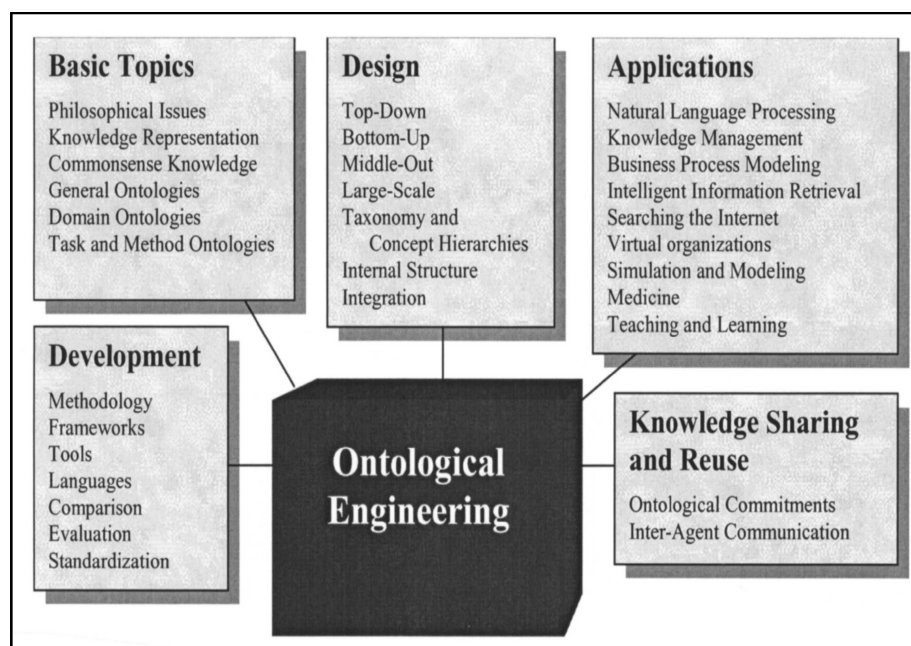 Basic Topics
Philosophical Issues
Knowledge Representation
Commonsense Knowledge
General Ontologies
Domain Ontologies
Task and Method Ontologies
Design
Top-Down
Bottom-Up
Middle-Out
Large-Scale
Taxonomy and
Concept Hierarchies
Internal Structure
Integration
Applications
Natural Language Processing
Knowledge Management
Business Process Modeling
Intelligent Information Retrieval
Searching the Internet
Virtual organizations
Simulation and Modeling
Medicine
Teaching and Learning
Development
Methodology
Frameworks
Tools
Languages
Comparison
Evaluation
Standardization
Ontological
Engineering
Knowledge Sharing
and Reuse
Ontological Commitments
Inter-Agent Communication